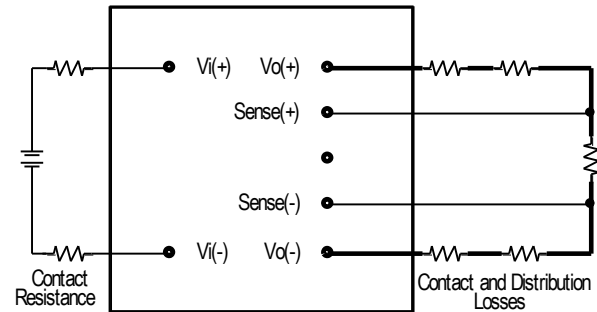 Vi(+) Vo(+)
Sense(+)
Sense(-)
Vi(-) Vo(-)
Contact
Resistance
Contact and Distribution
Losses